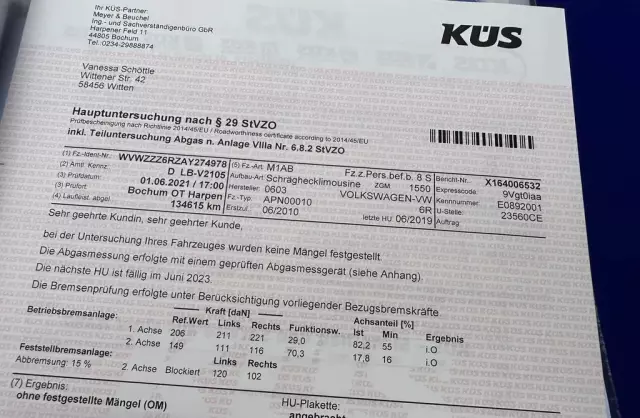 Ihr KÜS-Partner:
Meyer & Beuchel
Ing.- und Sachverständigenbüro GbR
Harpener Feld 11
44805 Bochum
Tel. 0234-29888874
KÜS
Vanessa Schöttle
Wittener Str. 42
58456 Witten
Hauptuntersuchung nach § 29 StVZO
Prüfbescheinigung nach Richtlinie 2014/45/EU / Roadworthiness certificate according to 2014/45/EU
inkl. Teiluntersuchung Abgas n. Anlage VIIIa Nr. 6.8.2 StVZO
(1) Fz.-Ident-Nr. WVWZZZ6RZAY274978 (5) Fz.-Art M1AB Fz.z.Pers.bef.b. 8 S Bericht-Nr. X164006532
(2) Amtl. Kennz. D LB-V2105 Aufbau-Art Schräghecklimousine ZGM 1550 Expresscode: 9Vgt0iaa
(3) Prüfdatum: 01.06.2021 / 17:00 Hersteller 0603 VOLKSWAGEN-VW Kennnummer: E0892001
(3) Prüfort Bochum OT Harpen Fz.-Typ: APN00010 6R U-Stelle: 23560CE
(4) Laufleist. abgel. 134615 km Erstzul. 06/2010 letzte HU 06/2019 Auftrag
Sehr geehrte Kundin, sehr geehrter Kunde,
bei der Untersuchung Ihres Fahrzeuges wurden keine Mängel festgestellt.
Die Abgasmessung erfolgte mit einem geprüften Abgasmessgerät (siehe Anhang).
Die nächste HU ist fällig im Juni 2023.
Die Bremsenprüfung erfolgte unter Berücksichtigung vorliegender Bezugsbremskräfte.
Kraft [daN] Achsanteil [%]
Betriebsbremsanlage: Ref.Wert Links Rechts Funktionsw. Ist Min Ergebnis
1. Achse 206 211 221 29,0 82,2 55 i.O
2. Achse 149 111 116 70,3 17,8 16 i.O
Feststellbremsanlage: Links Rechts
Abbremsung: 15 % 2. Achse Blockiert 120 102
(7) Ergebnis: HU-Plakette:
ohne festgestellte Mängel (OM) angebracht